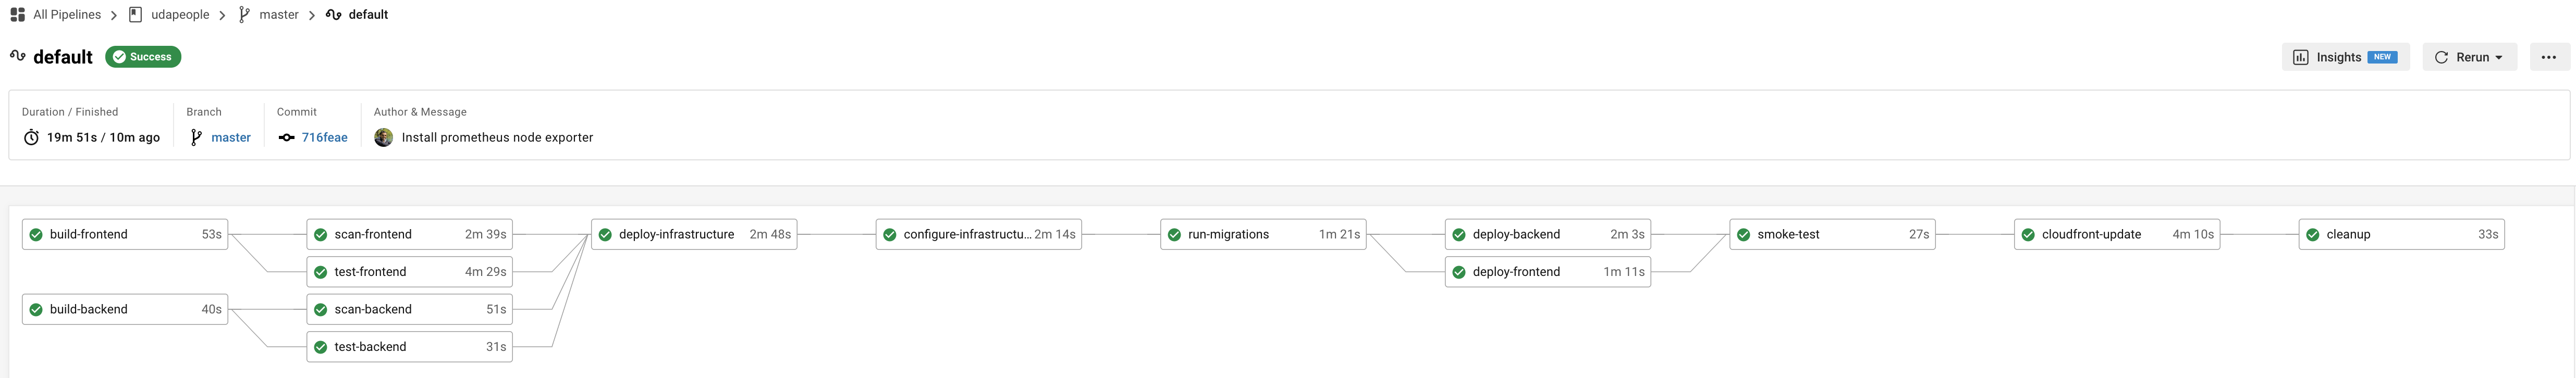 All Pipelines > udapeople > master > default
default Success
Insights NEW Rerun
Duration / Finished Branch Commit Author & Message
19m 51s / 10m ago master 716feae Install prometheus node exporter
build-frontend 53s scan-frontend 2m 39s deploy-infrastructure 2m 48s configure-infrastructu... 2m 14s run-migrations 1m 21s deploy-backend 2m 3s smoke-test 27s cloudfront-update 4m 10s cleanup 33s
test-frontend 4m 29s deploy-frontend 1m 11s
build-backend 40s scan-backend 51s
test-backend 31s